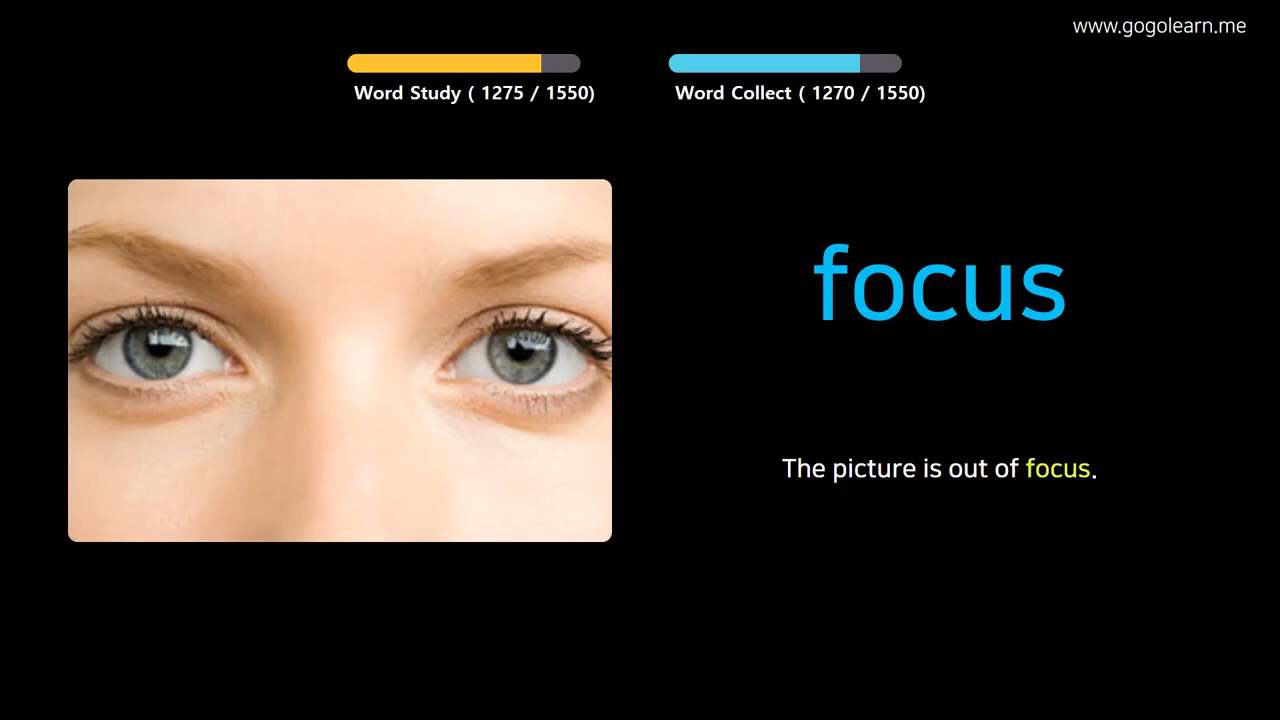 www.gogolearn.me
Word Study ( 1275 / 1550)
Word Collect ( 1270 / 1550)
focus
The picture is out of focus.